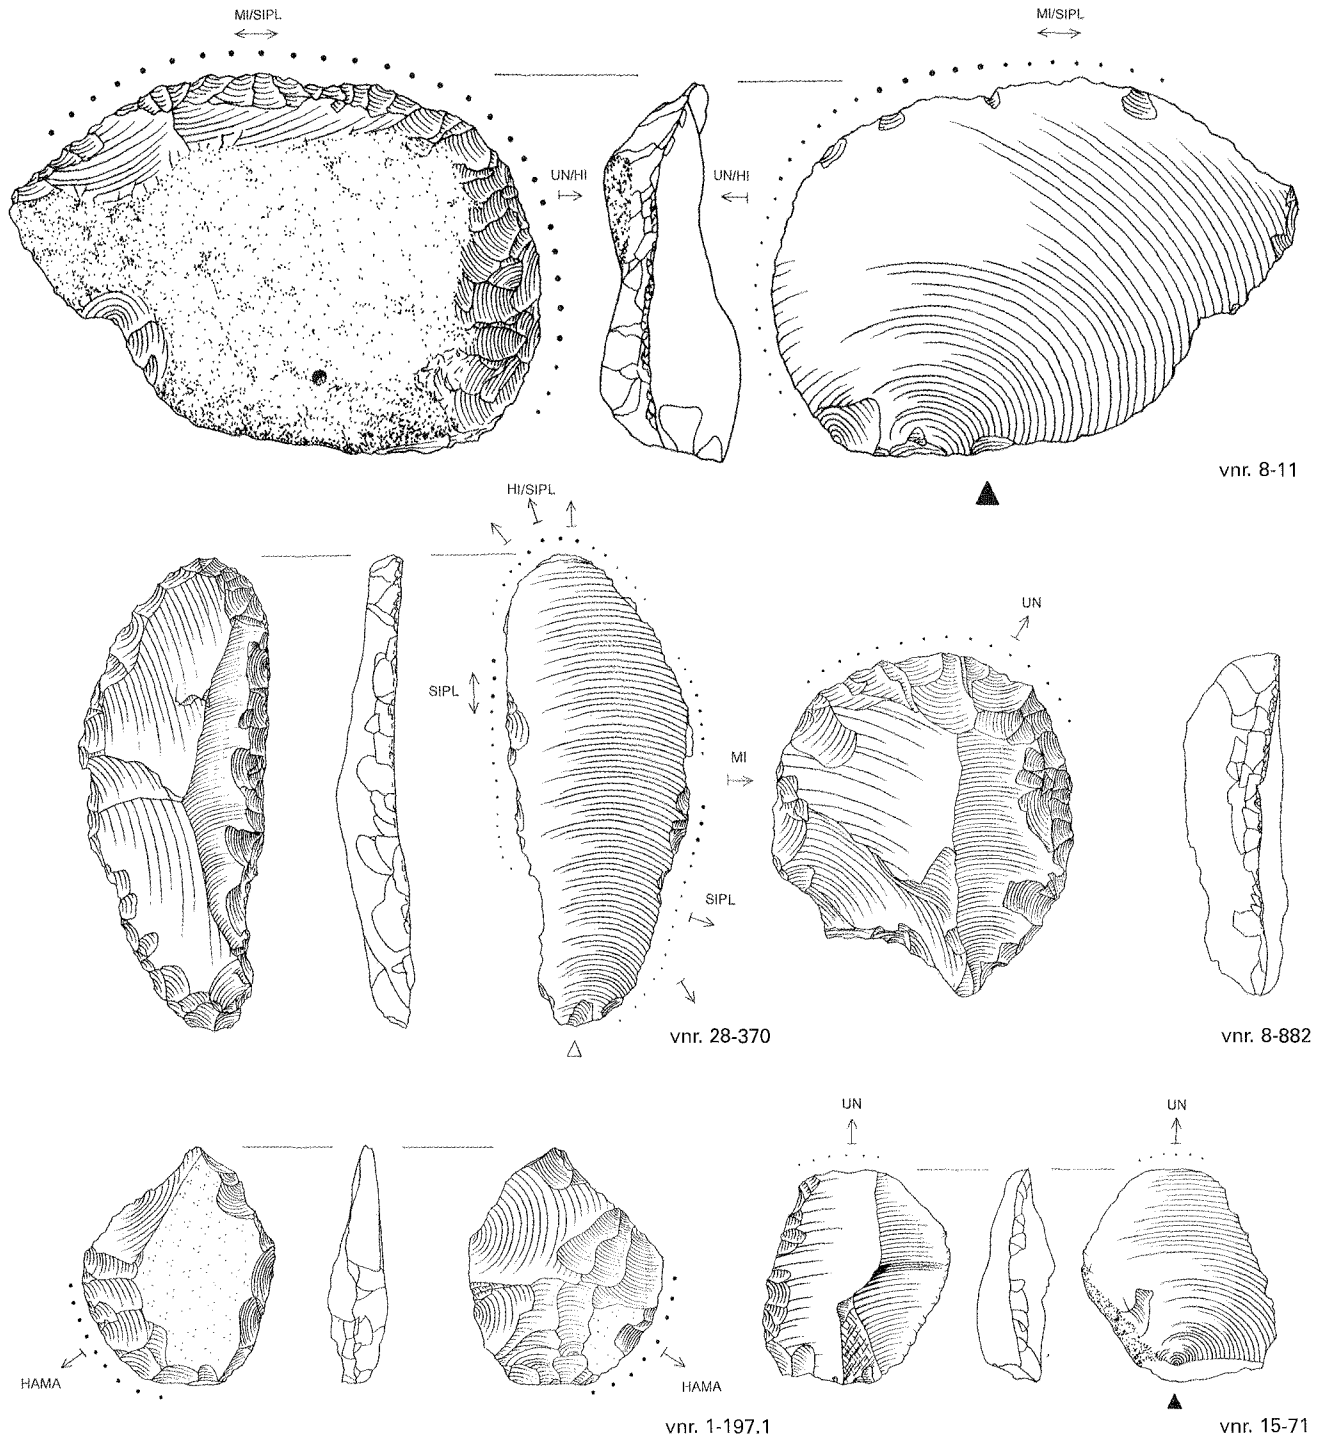 MI/SIPL
MI/SIPL
UN/HI
UN/HI
vnr. 8-11
HI/SIPL
SIPL
UN
MI
SIPL
vnr. 28-370
vnr. 8-882
UN
UN
HAMA
HAMA
vnr. 1-197.1
vnr. 15-71